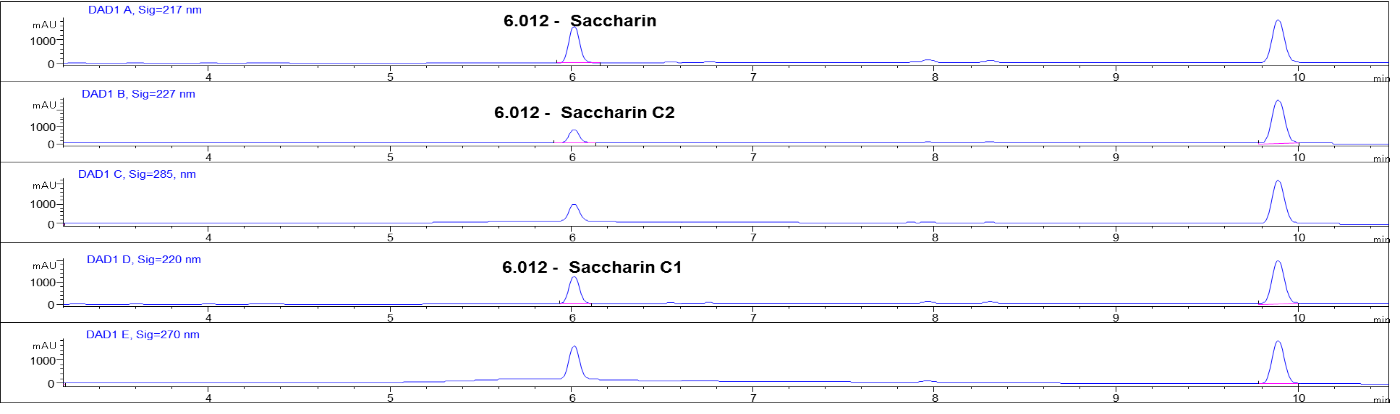 DAD1 A, Sig=217 nm
6.012 - Saccharin
mAU
1000
0
4 5 6 7 8 9 10 min
DAD1 B, Sig=227 nm
6.012 - Saccharin C2
mAU
1000
0
4 5 6 7 8 9 10 min
DAD1 C, Sig=285, nm
mAU
1000
0
4 5 6 7 8 9 10 min
DAD1 D, Sig=220 nm
6.012 - Saccharin C1
mAU
1000
0
4 5 6 7 8 9 10 min
DAD1 E, Sig=270 nm
mAU
1000
0
4 5 6 7 8 9 10 min